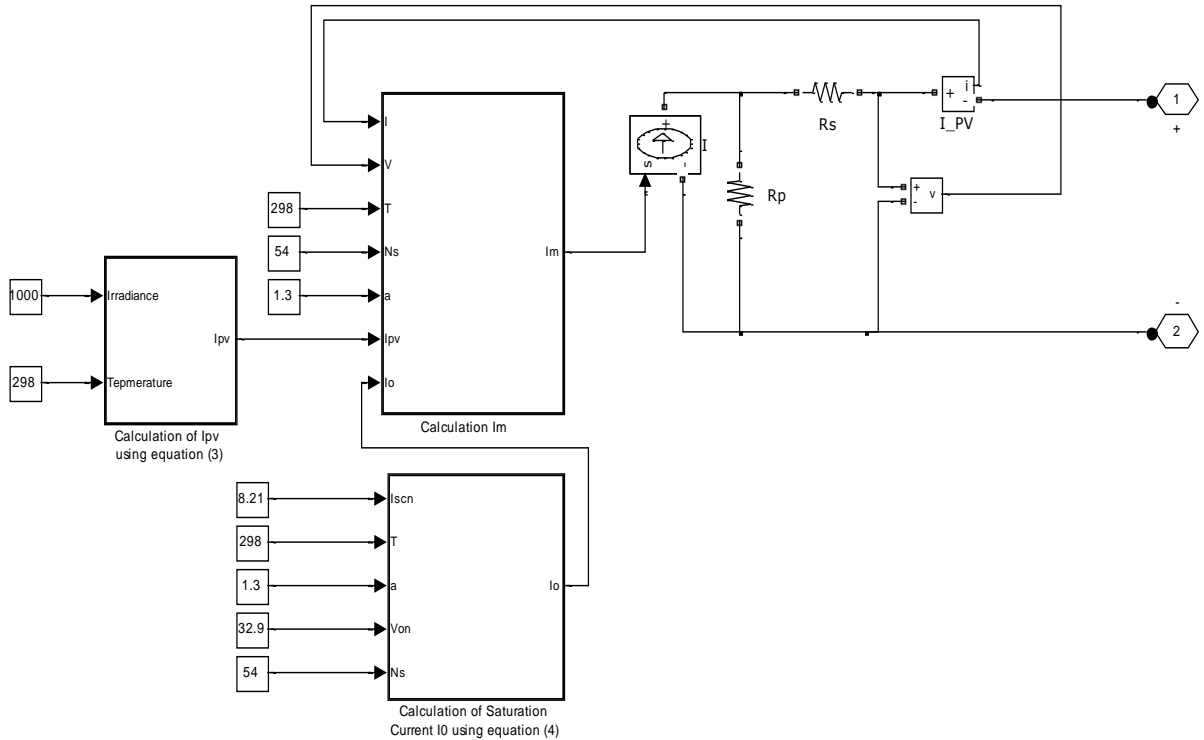 1000
298
Irradiance
Tepmerature
Ipv
Calculation of Ipv
using equation (3)
298
54
1.3
I
V
T
Ns
a
Ipv
Io
Im
Calculation Im
8.21
298
1.3
32.9
54
Iscn
T
a
Von
Ns
Io
Calculation of Saturation
Current I0 using equation (4)
+
s
-
I
Rp
Rs
+
i
-
I_PV
+
-
v
1
+
-
2